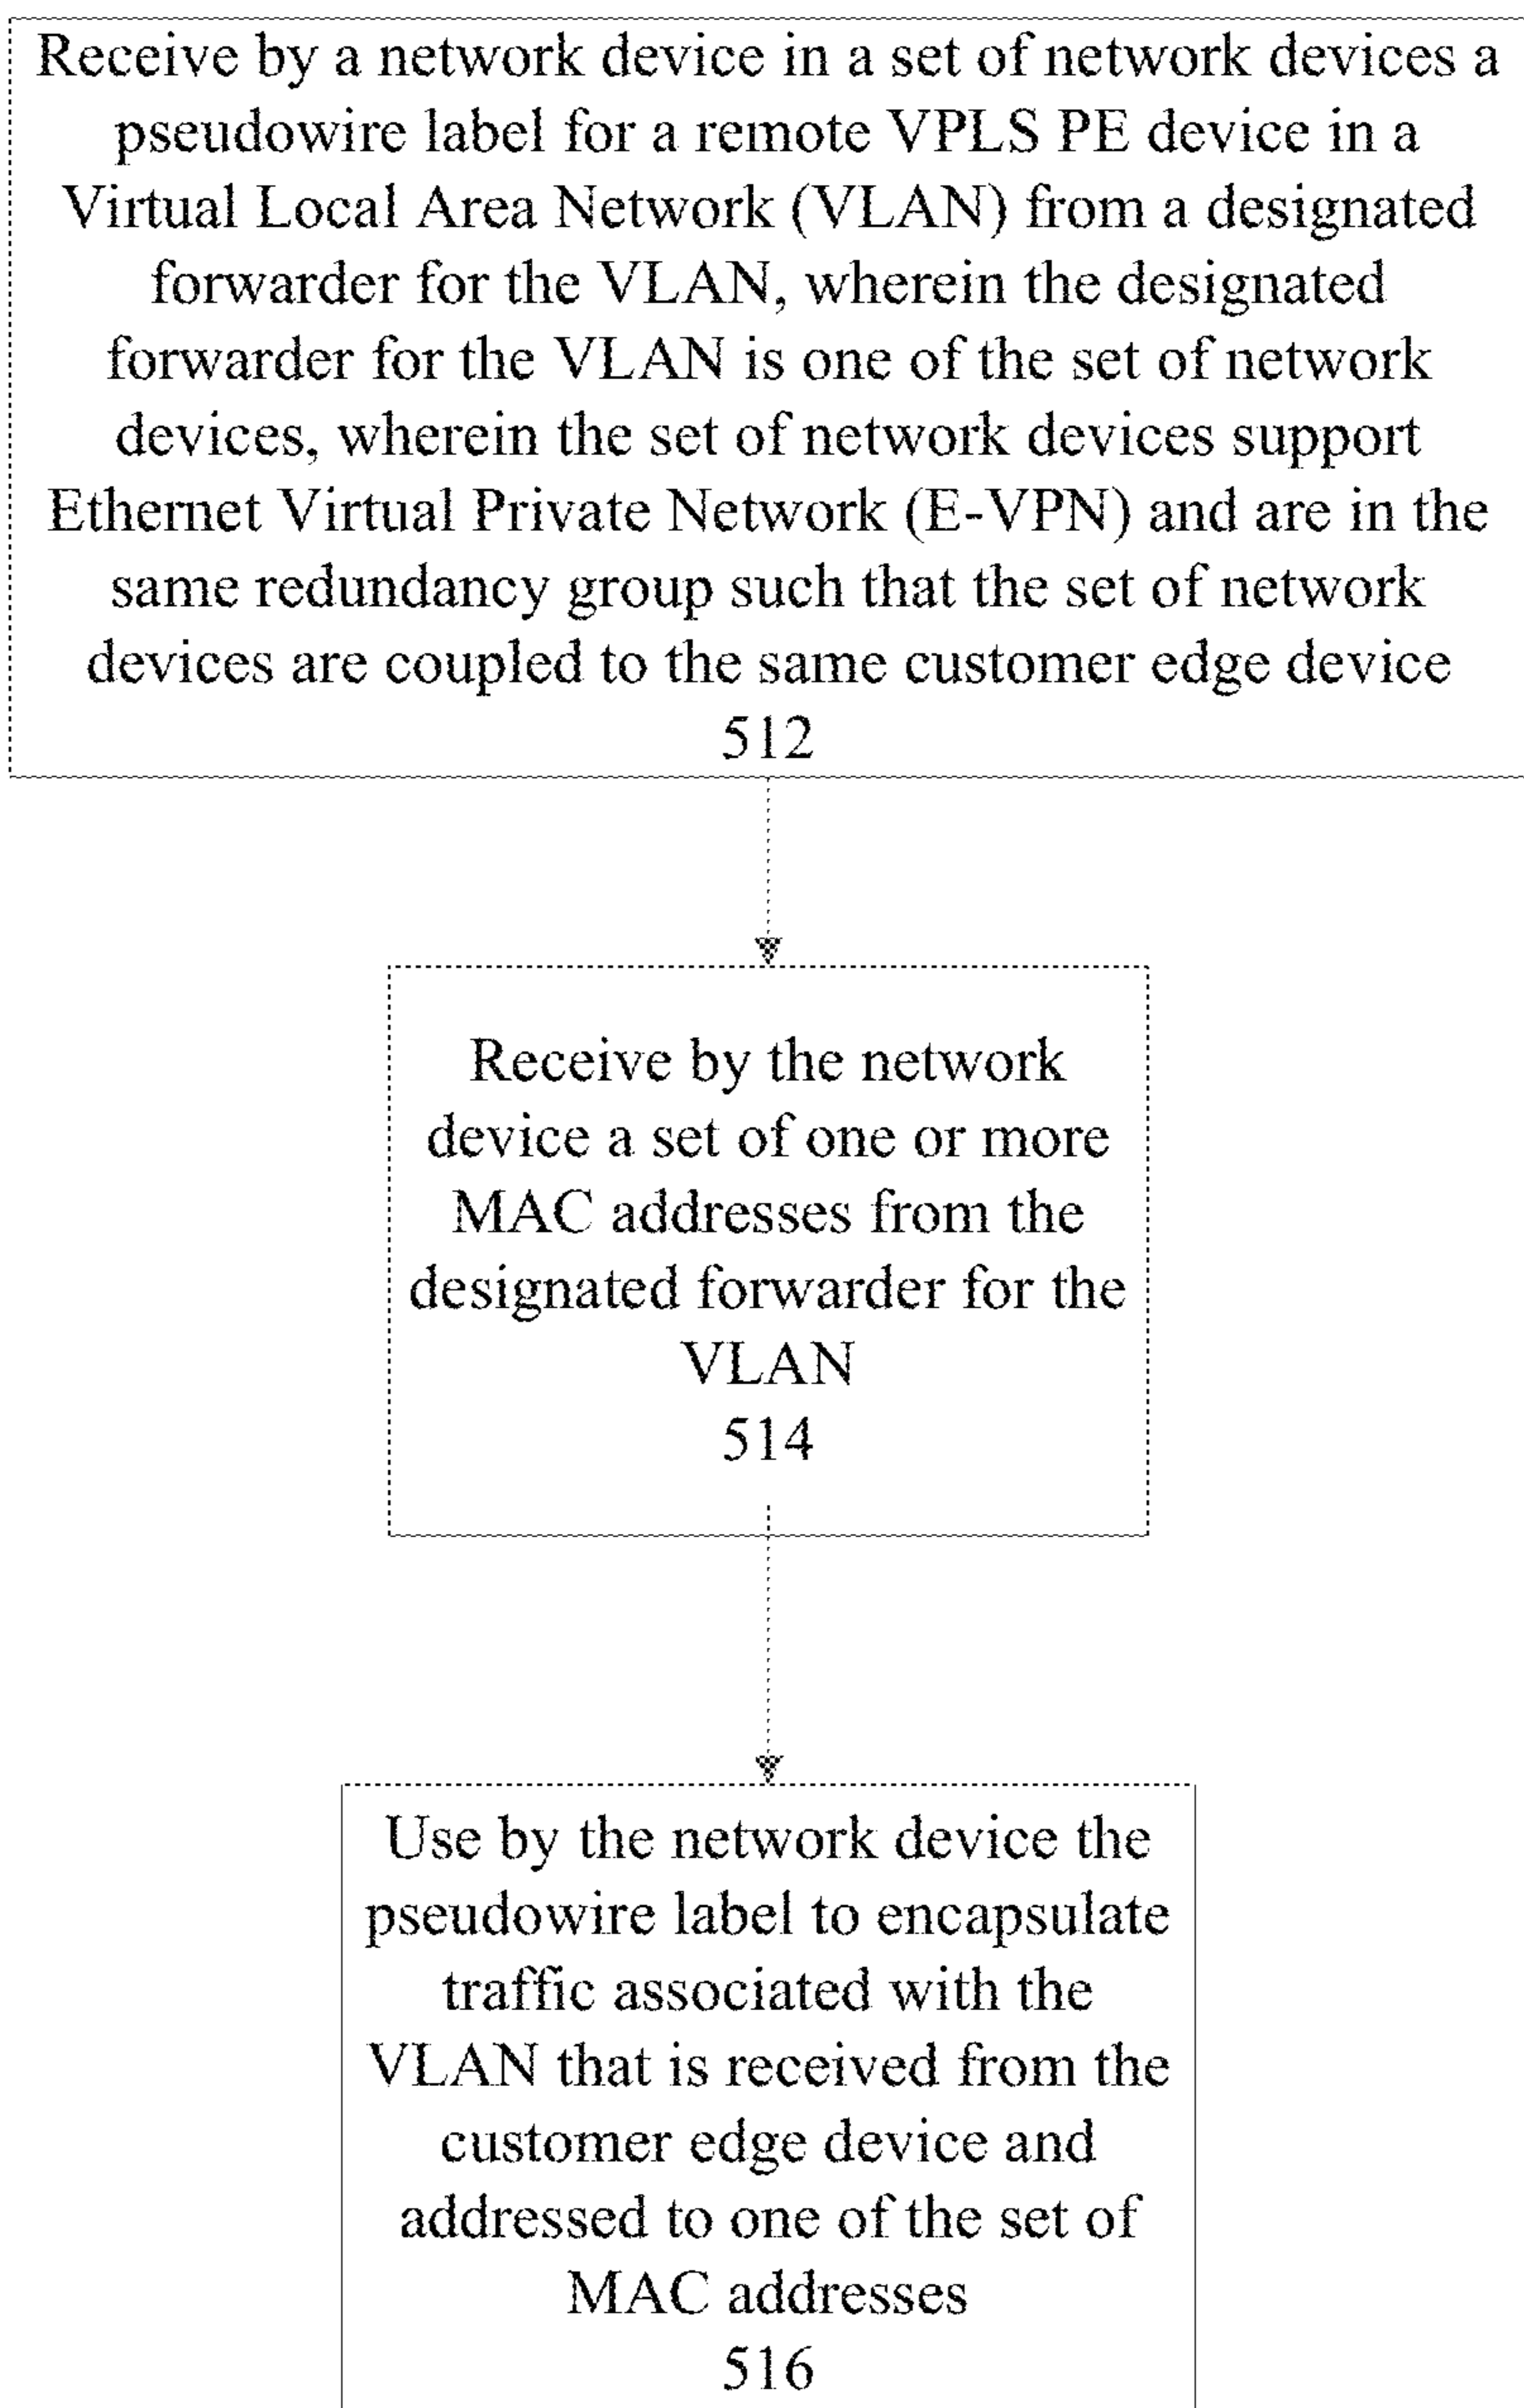 Receive by a network device in a set of network devices a
pseudowire label for a remote VPLS PE device in a
Virtual Local Area Network (VLAN) from a designated
forwarder for the VLAN, wherein the designated
forwarder for the VLAN is one of the set of network
devices, wherein the set of network devices support
Ethernet Virtual Private Network (E-VPN) and are in the
same redundancy group such that the set of network
devices are coupled to the same customer edge device
512
Receive by the network
device a set of one or more
MAC addresses from the
designated forwarder for the
VLAN
514
Use by the network device the
pseudowire label to encapsulate
traffic associated with the
VLAN that is received from the
customer edge device and
addressed to one of the set of
MAC addresses
516